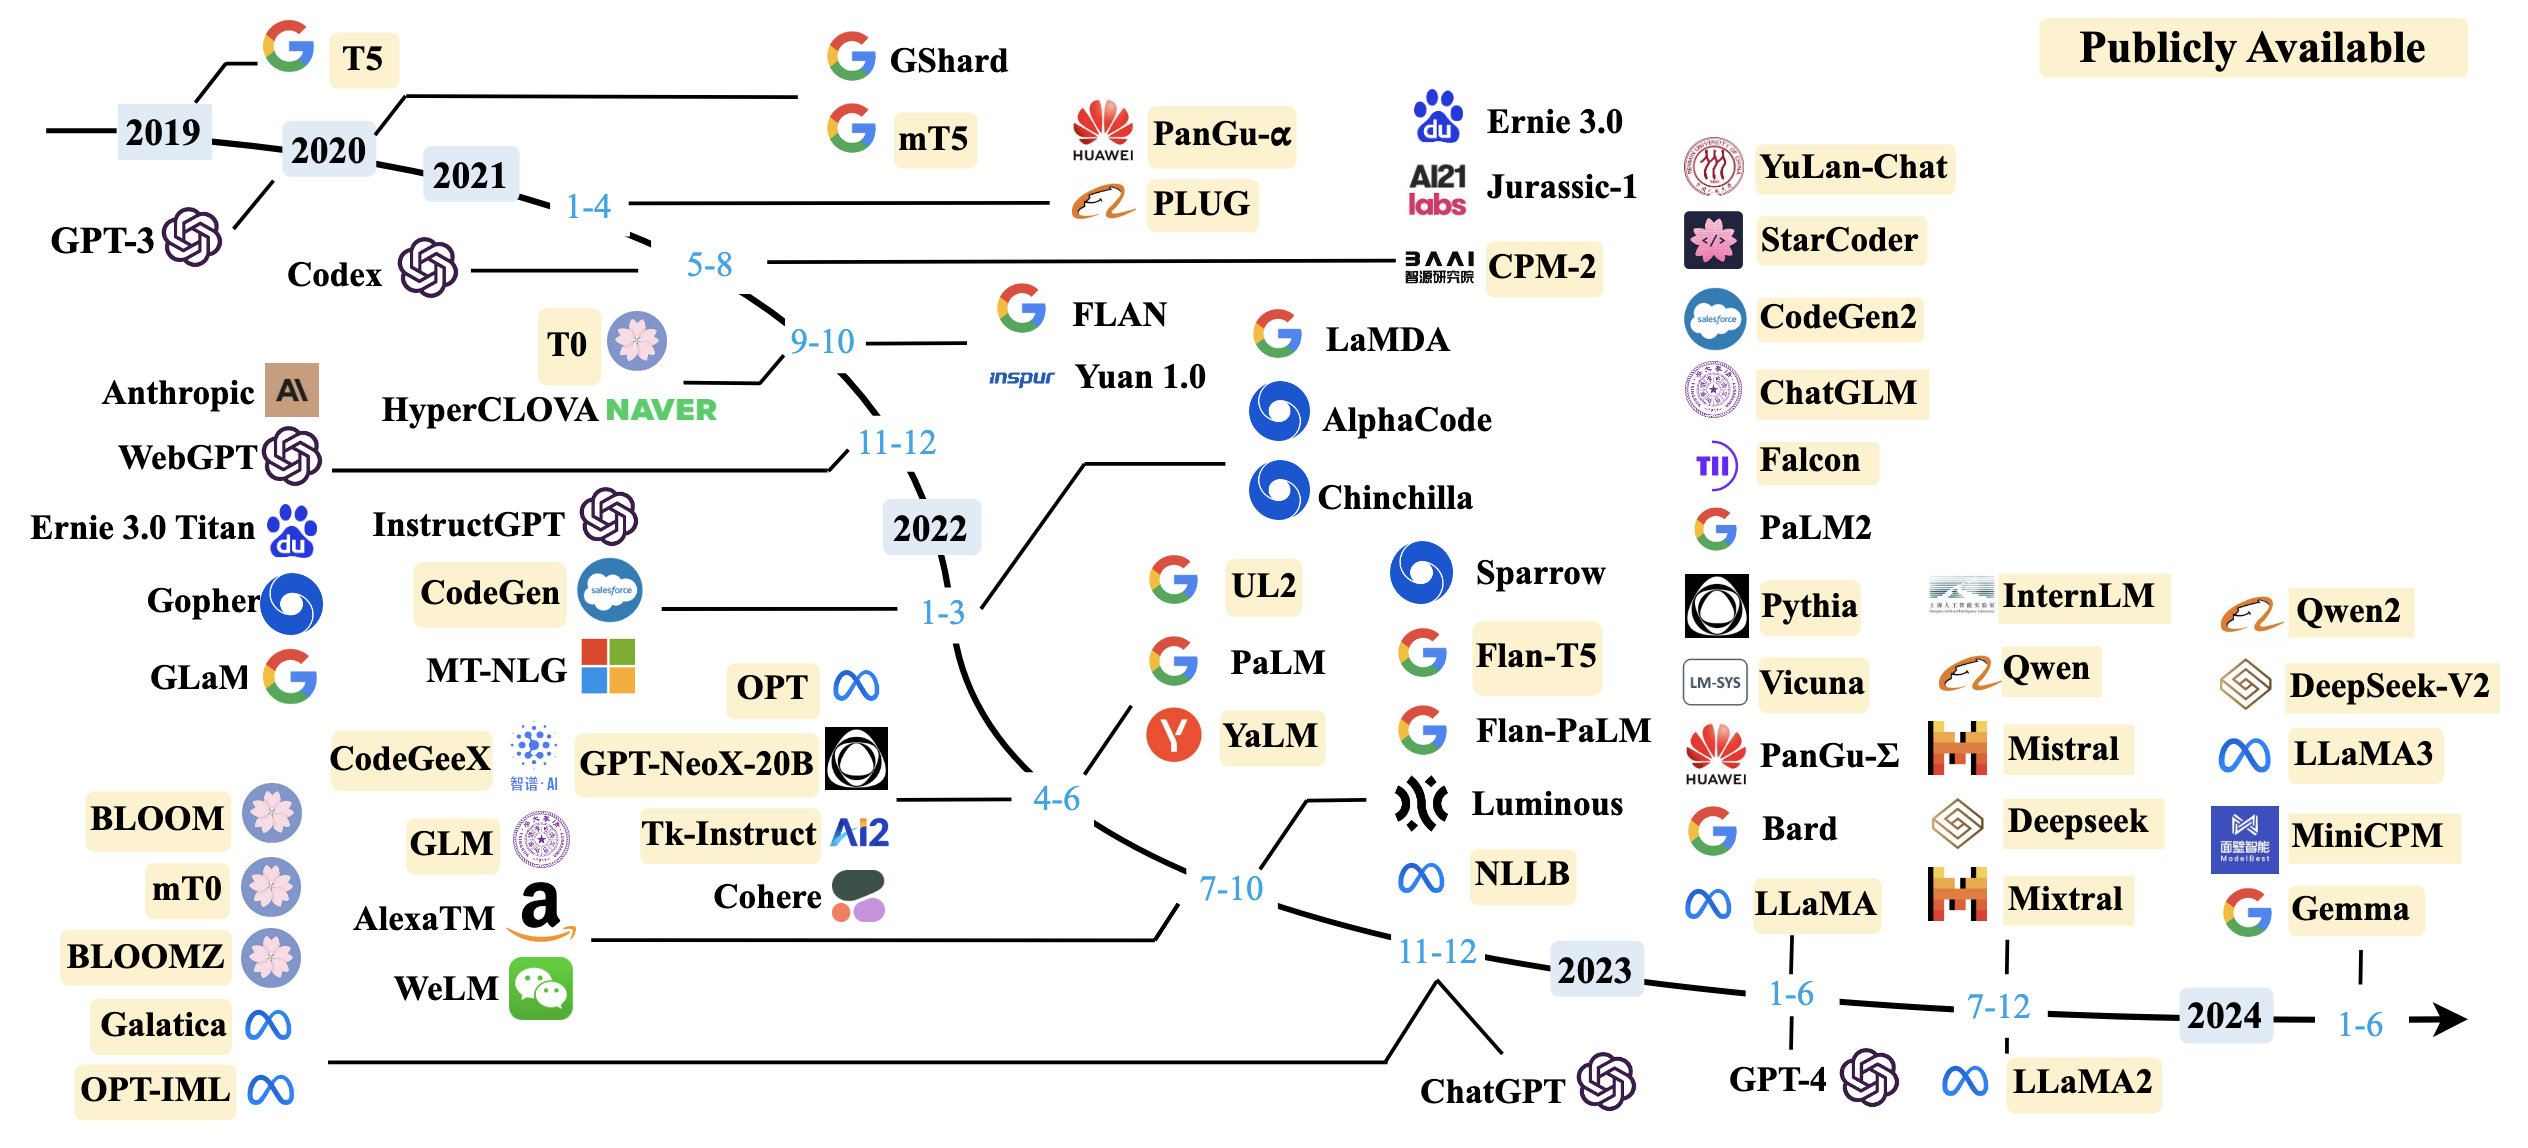 Publicly Available
T5
2019
2020
GPT-3
GShard
mT5
2021
1-4
HUAWEI
PanGu-α
PLUG
Codex
5-8
du
Ernie 3.0
AI21
labs
Jurassic-1
BAAI
智源研究院
CPM-2
T0
HyperCLOVA
NAVER
9-10
FLAN
inspur
Yuan 1.0
Anthropic
AI
WebGPT
Ernie 3.0 Titan
du
Gopher
GLaM
11-12
2022
InstructGPT
CodeGen
salesforce
MT-NLG
1-3
LaMDA
AlphaCode
Chinchilla
OPT
CodeGeeX
智谱·AI
GPT-NeoX-20B
GLM
Tk-Instruct
Ai2
Cohere
4-6
UL2
PaLM
YaLM
AlexaTM
a
WeLM
7-10
Sparrow
Flan-T5
Flan-PaLM
Luminous
NLLB
BLOOM
mT0
BLOOMZ
Galatica
OPT-IML
11-12
ChatGPT
2023
YuLan-Chat
StarCoder
</>
salesforce
CodeGen2
ChatGLM
TII
Falcon
PaLM2
Pythia
LM-SYS
Vicuna
HUAWEI
PanGu-Σ
Bard
LLaMA
1-6
GPT-4
InternLM
Qwen
Mistral
Deepseek
Mixtral
7-12
LLaMA2
2024
Qwen2
DeepSeek-V2
LLaMA3
面壁智能
ModelBest
MiniCPM
Gemma
1-6